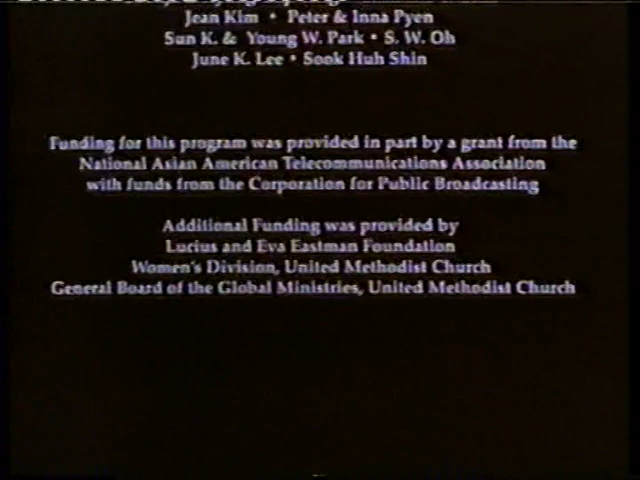 Jean Kim • Peter & Inna Pyen
Sun K. & Young W. Park • S. W. Oh
June K. Lee • Sook Huh Shin
Funding for this program was provided in part by a grant from the
National Asian American Telecommunications Association
with funds from the Corporation for Public Broadcasting
Additional Funding was provided by
Lucius and Eva Eastman Foundation
Women's Division, United Methodist Church
General Board of the Global Ministries, United Methodist Church